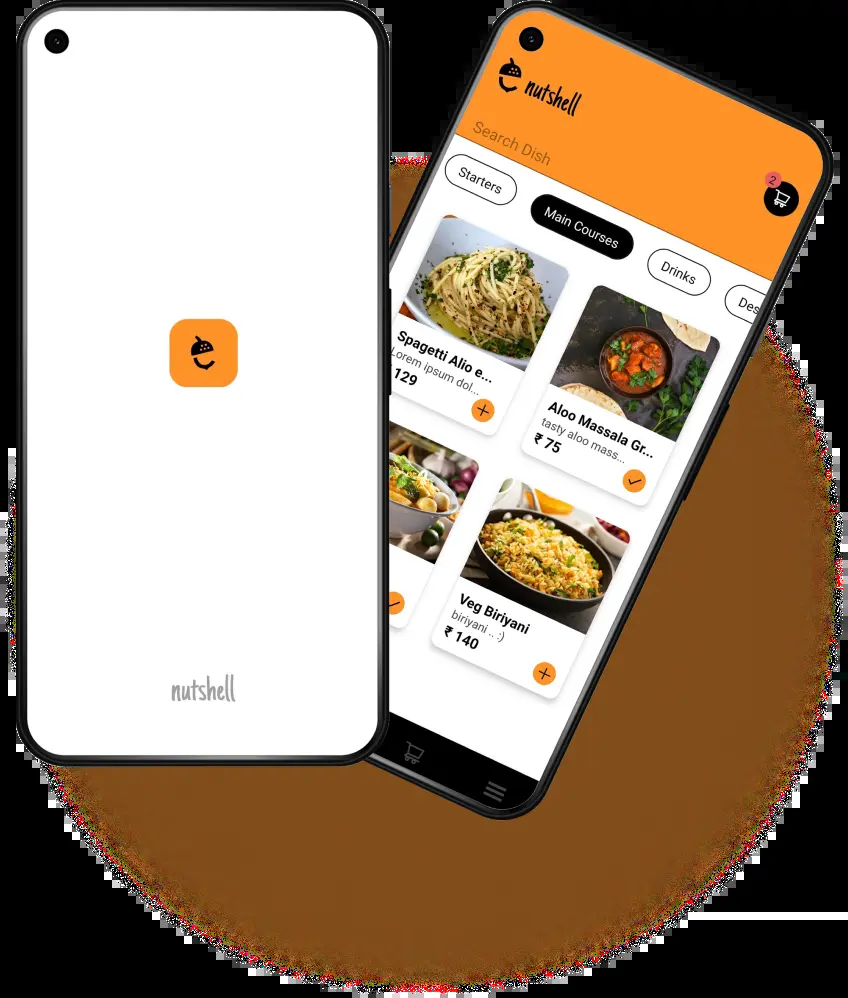 nutshell
nutshell
Search Dish
2
Starters
Main Courses
Drinks
Des
Spagetti Alio e...
Lorem ipsum dol...
129
Aloo Massala Gr...
tasty aloo mass...
₹ 75
Veg Biriyani
biriyani .. :)
₹ 140